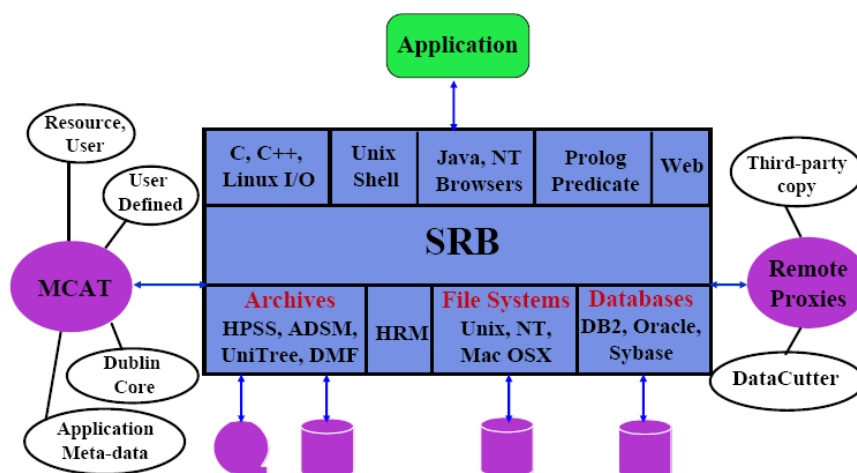 Application
Resource,
User
User
Defined
MCAT
Dublin
Core
Application
Meta-data
C, C++,
Linux I/O
Unix
Shell
Java, NT
Browsers
Prolog
Predicate
Web
SRB
Archives
HPSS, ADSM,
UniTree, DMF
HRM
File Systems
Unix, NT,
Mac OSX
Databases
DB2, Oracle,
Sybase
Third-party
copy
Remote
Proxies
DataCutter